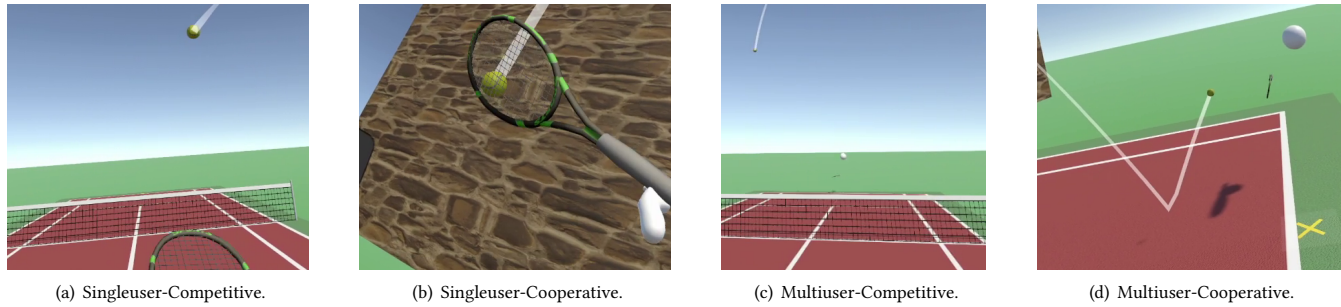 (a) Singleuser-Competitive.
(b) Singleuser-Cooperative.
(c) Multiuser-Competitive.
(d) Multiuser-Cooperative.